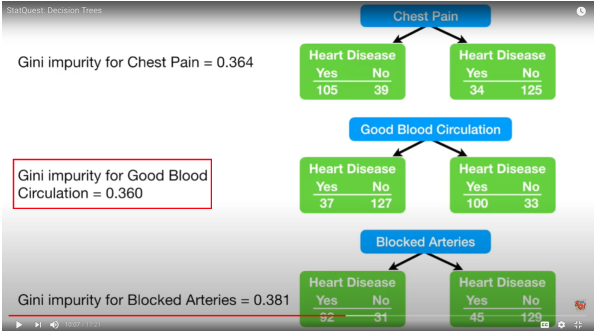 StatQuest: Decision Trees
Chest Pain
Gini impurity for Chest Pain = 0.364
Heart Disease
Yes No
105 39
Heart Disease
Yes No
34 125
Good Blood Circulation
Gini impurity for Good Blood
Circulation = 0.360
Heart Disease
Yes No
37 127
Heart Disease
Yes No
100 33
Blocked Arteries
Gini impurity for Blocked Arteries = 0.381
Heart Disease
Yes No
92 31
Heart Disease
Yes No
45 129
10:07 / 17:21